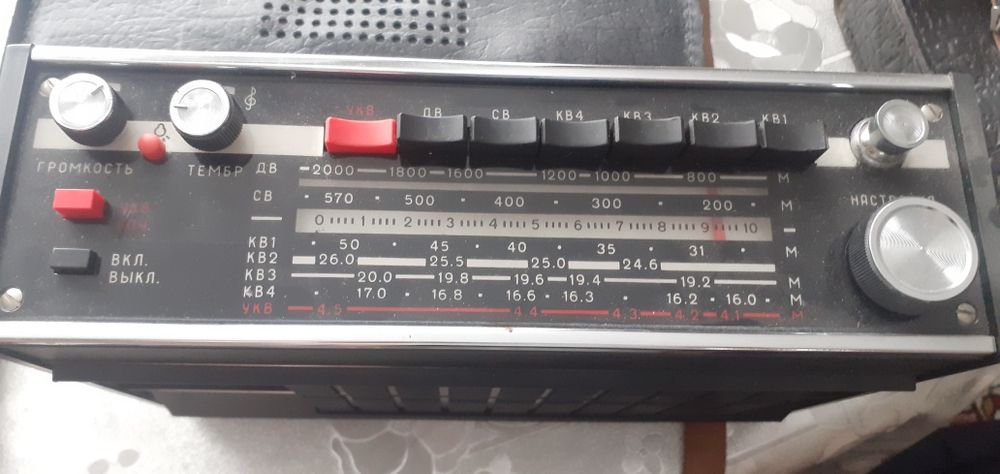 УКВ ДВ СВ КВ4 КВ3 КВ2 КВ1
ГРОМКОСТЬ ТЕМБР
НАСТРОЙКА
ДВ 2000 1800 1600 1200 1000 800 М
СВ 570 500 400 300 200 М
0 1 2 3 4 5 6 7 8 9 10
КВ1 50 45 40 35 31 М
КВ2 26.0 25.5 25.0 24.6
КВ3 20.0 19.8 19.6 19.4 19.2 М
КВ4 17.0 16.8 16.6 16.3 16.2 16.0 М
УКВ 4.5 4.4 4.3 4.2 4.1 М
ВКЛ.
ВЫКЛ.